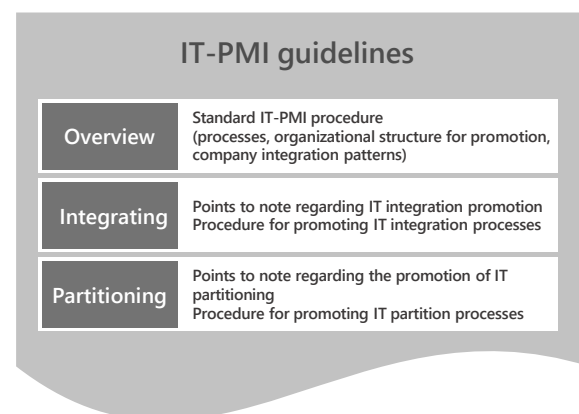 IT-PMI guidelines
Overview
Standard IT-PMI procedure
(processes, organizational structure for promotion,
company integration patterns)
Integrating
Points to note regarding IT integration promotion
Procedure for promoting IT integration processes
Partitioning
Points to note regarding the promotion of IT
partitioning
Procedure for promoting IT partition processes